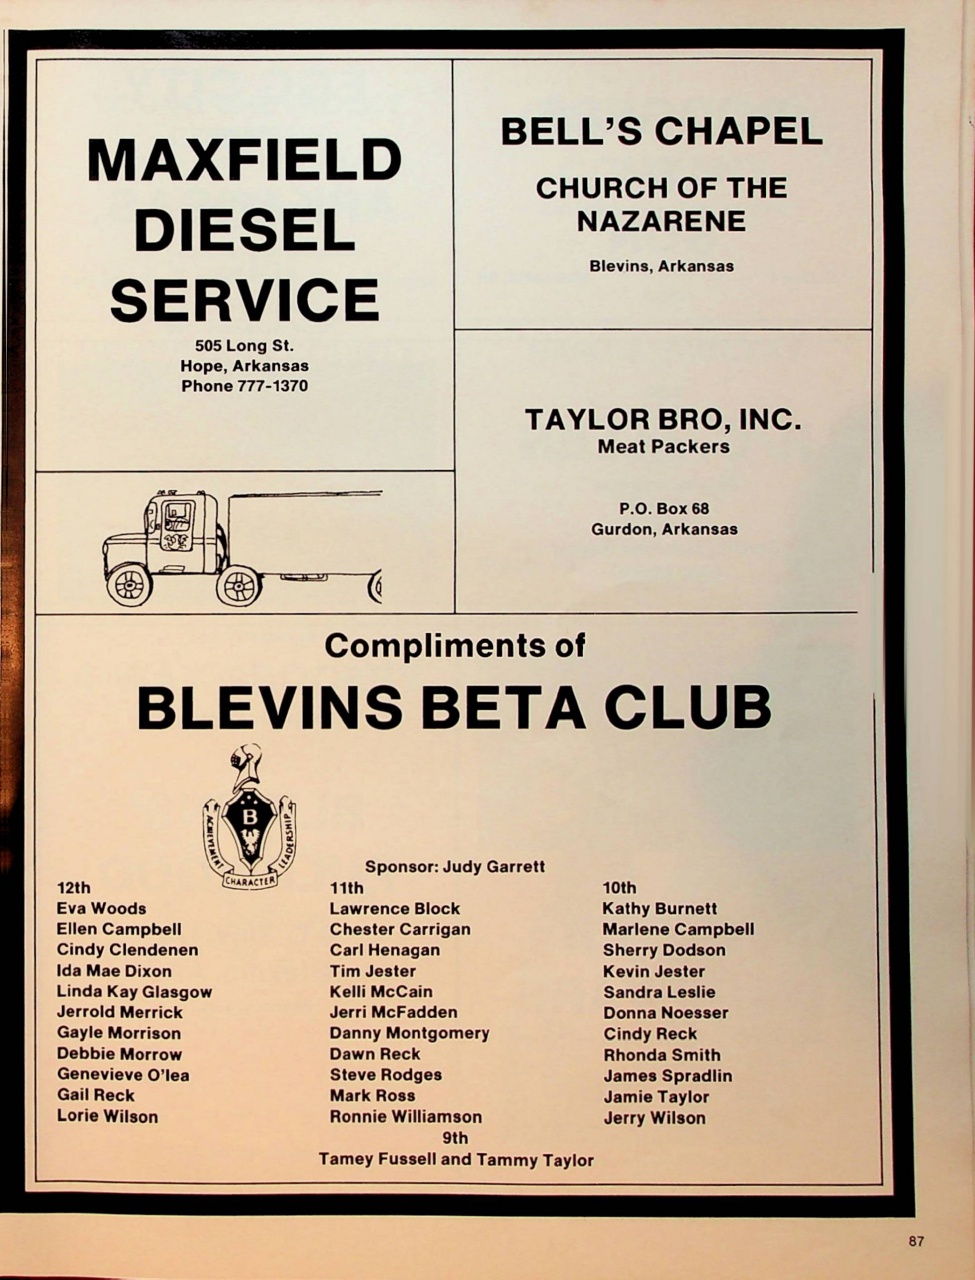 MAXFIELD
DIESEL
SERVICE
505 Long St.
Hope, Arkansas
Phone 777-1370
BELL'S CHAPEL
CHURCH OF THE
NAZARENE
Blevins, Arkansas
TAYLOR BRO, INC.
Meat Packers
P.O. Box 68
Gurdon, Arkansas
Compliments of
BLEVINS BETA CLUB
B
ACHIEVEMENT
CHARACTER
LEADERSHIP
Sponsor: Judy Garrett
12th
Eva Woods
Ellen Campbell
Cindy Clendenen
Ida Mae Dixon
Linda Kay Glasgow
Jerrold Merrick
Gayle Morrison
Debbie Morrow
Genevieve O'lea
Gail Reck
Lorie Wilson
11th
Lawrence Block
Chester Carrigan
Carl Henagan
Tim Jester
Kelli McCain
Jerri McFadden
Danny Montgomery
Dawn Reck
Steve Rodges
Mark Ross
Ronnie Williamson
10th
Kathy Burnett
Marlene Campbell
Sherry Dodson
Kevin Jester
Sandra Leslie
Donna Noesser
Cindy Reck
Rhonda Smith
James Spradlin
Jamie Taylor
Jerry Wilson
9th
Tamey Fussell and Tammy Taylor
87